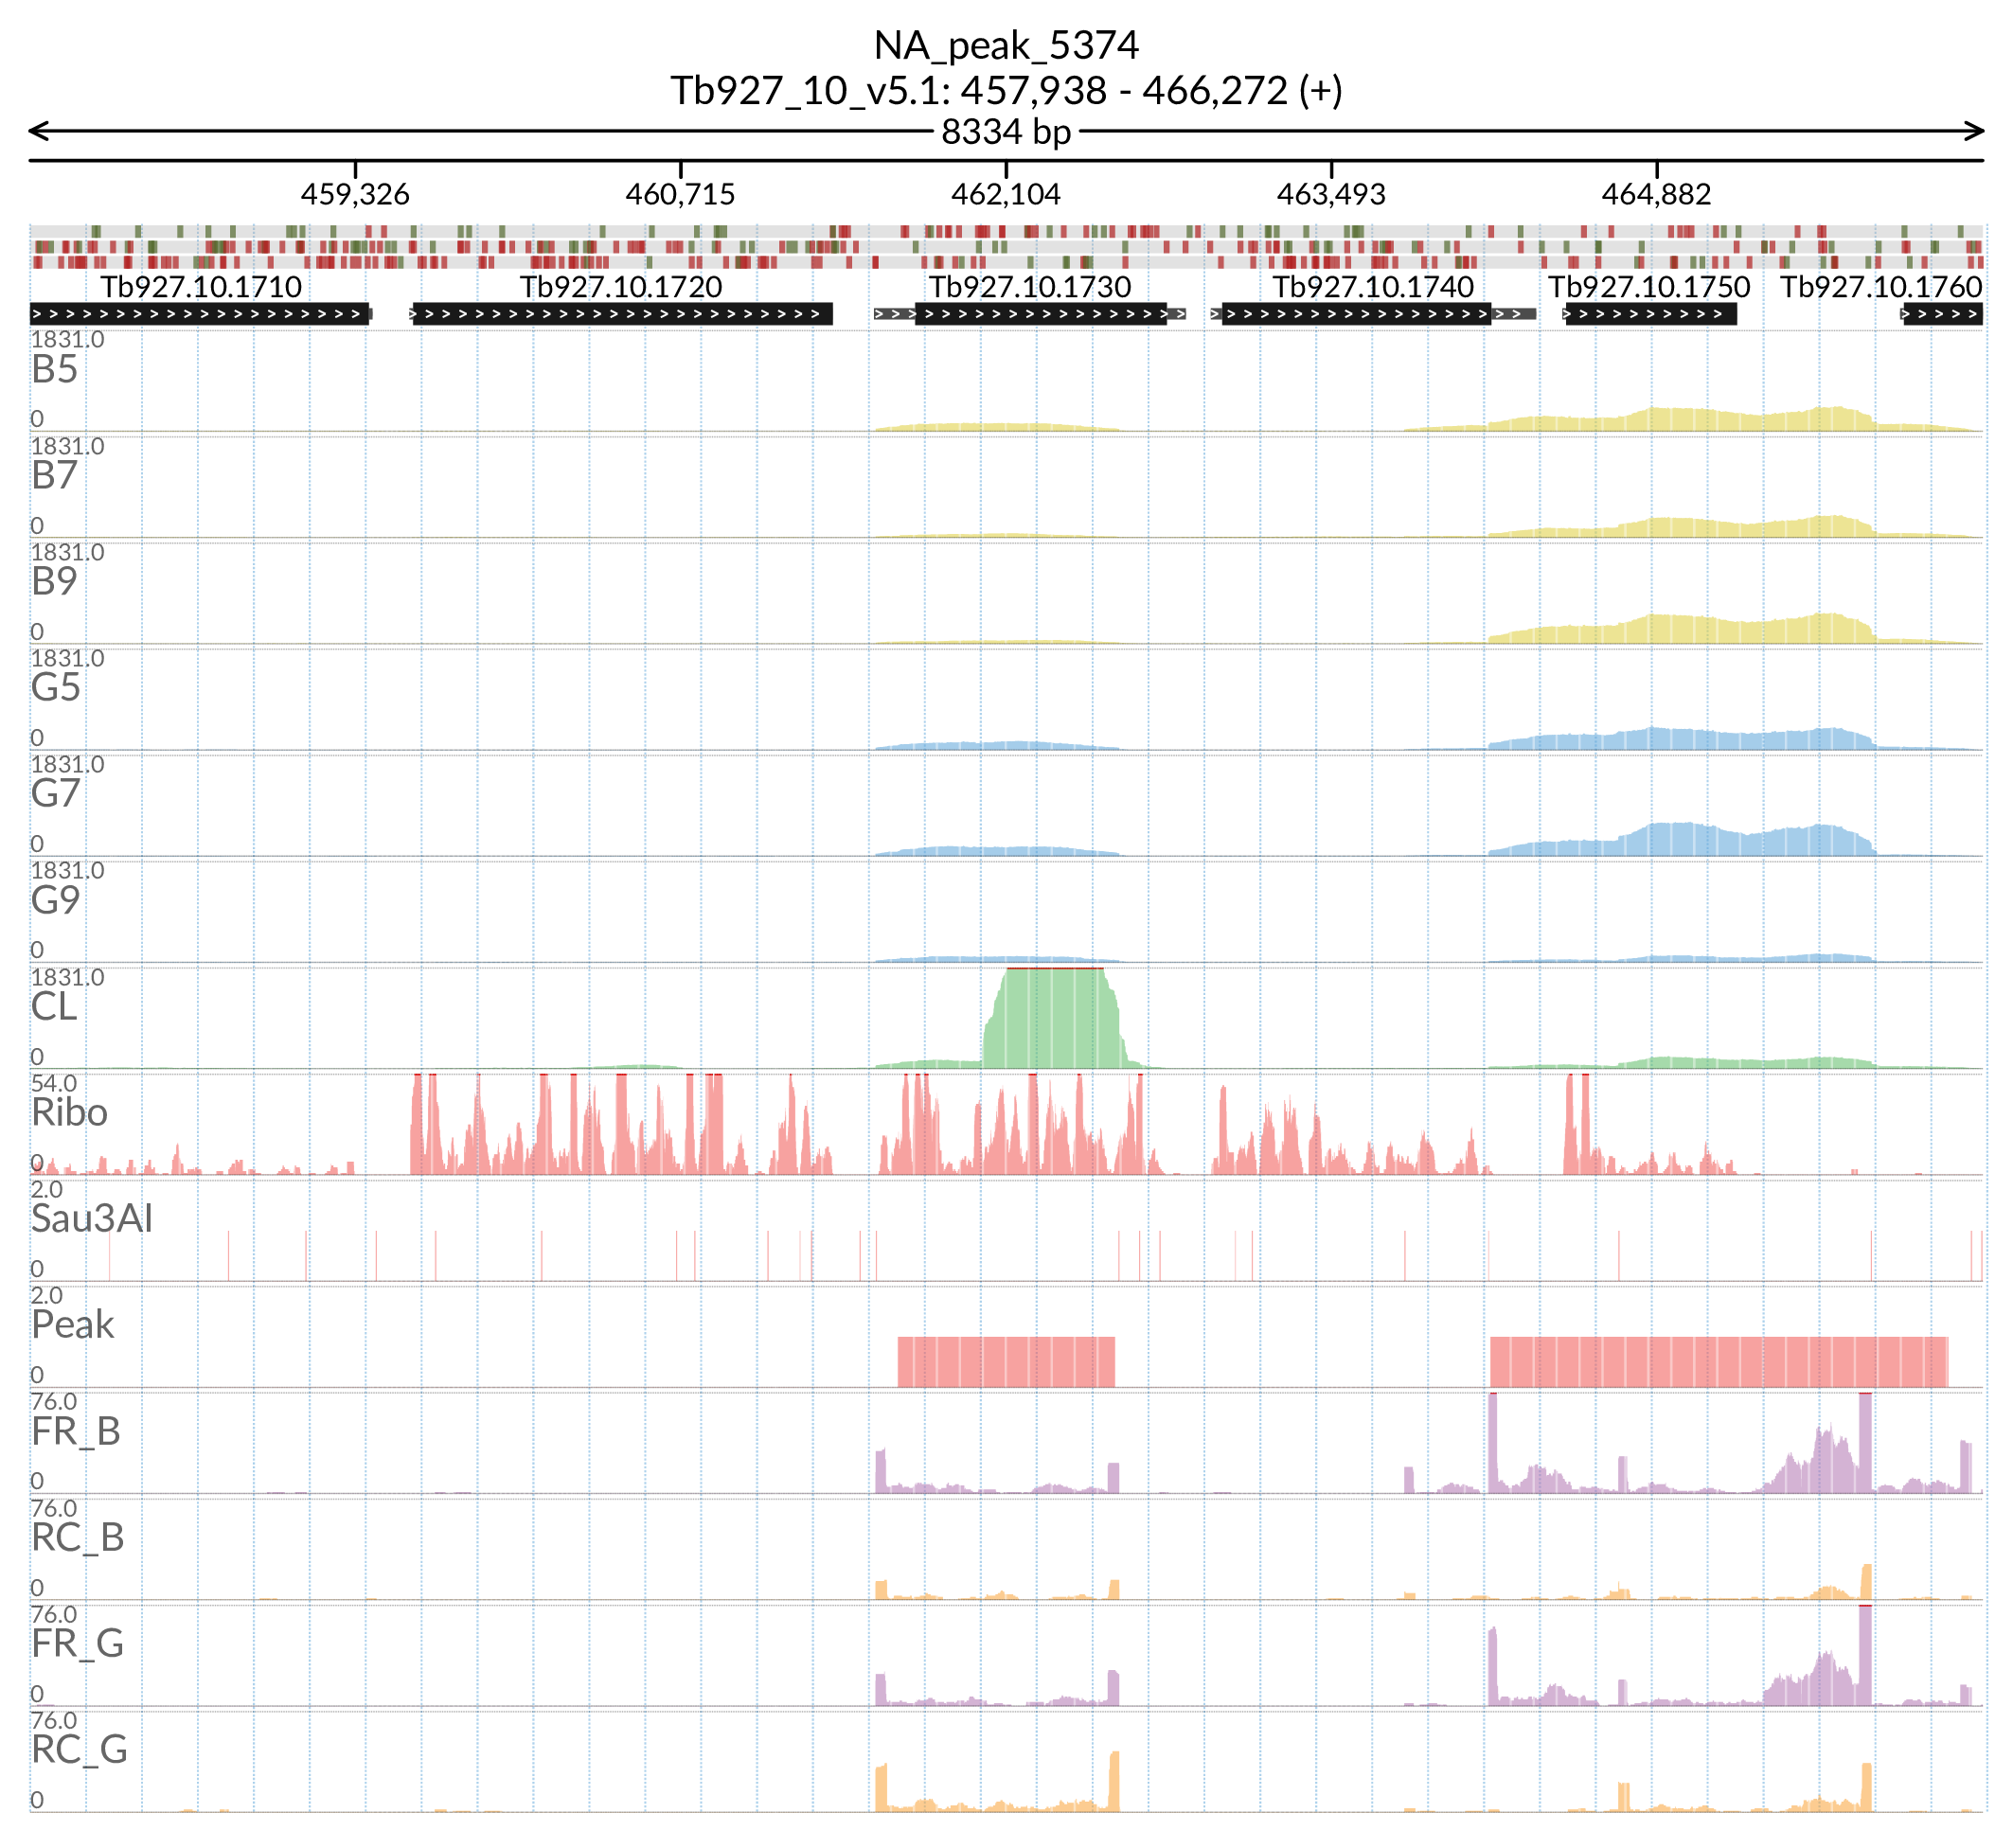 NA_peak_5374
Tb927_10_v5.1: 457,938 - 466,272 (+)
8334 bp
459,326 460,715 462,104 463,493 464,882
Tb927.10.1710 Tb927.10.1720 Tb927.10.1730 Tb927.10.1740 Tb927.10.1750 Tb927.10.1760
1831.0
B5
0
1831.0
B7
0
1831.0
B9
0
1831.0
G5
0
1831.0
G7
0
1831.0
G9
0
1831.0
CL
0
54.0
Ribo
0
2.0
Sau3AI
0
2.0
Peak
0
76.0
FR_B
0
76.0
RC_B
0
76.0
FR_G
0
76.0
RC_G
0